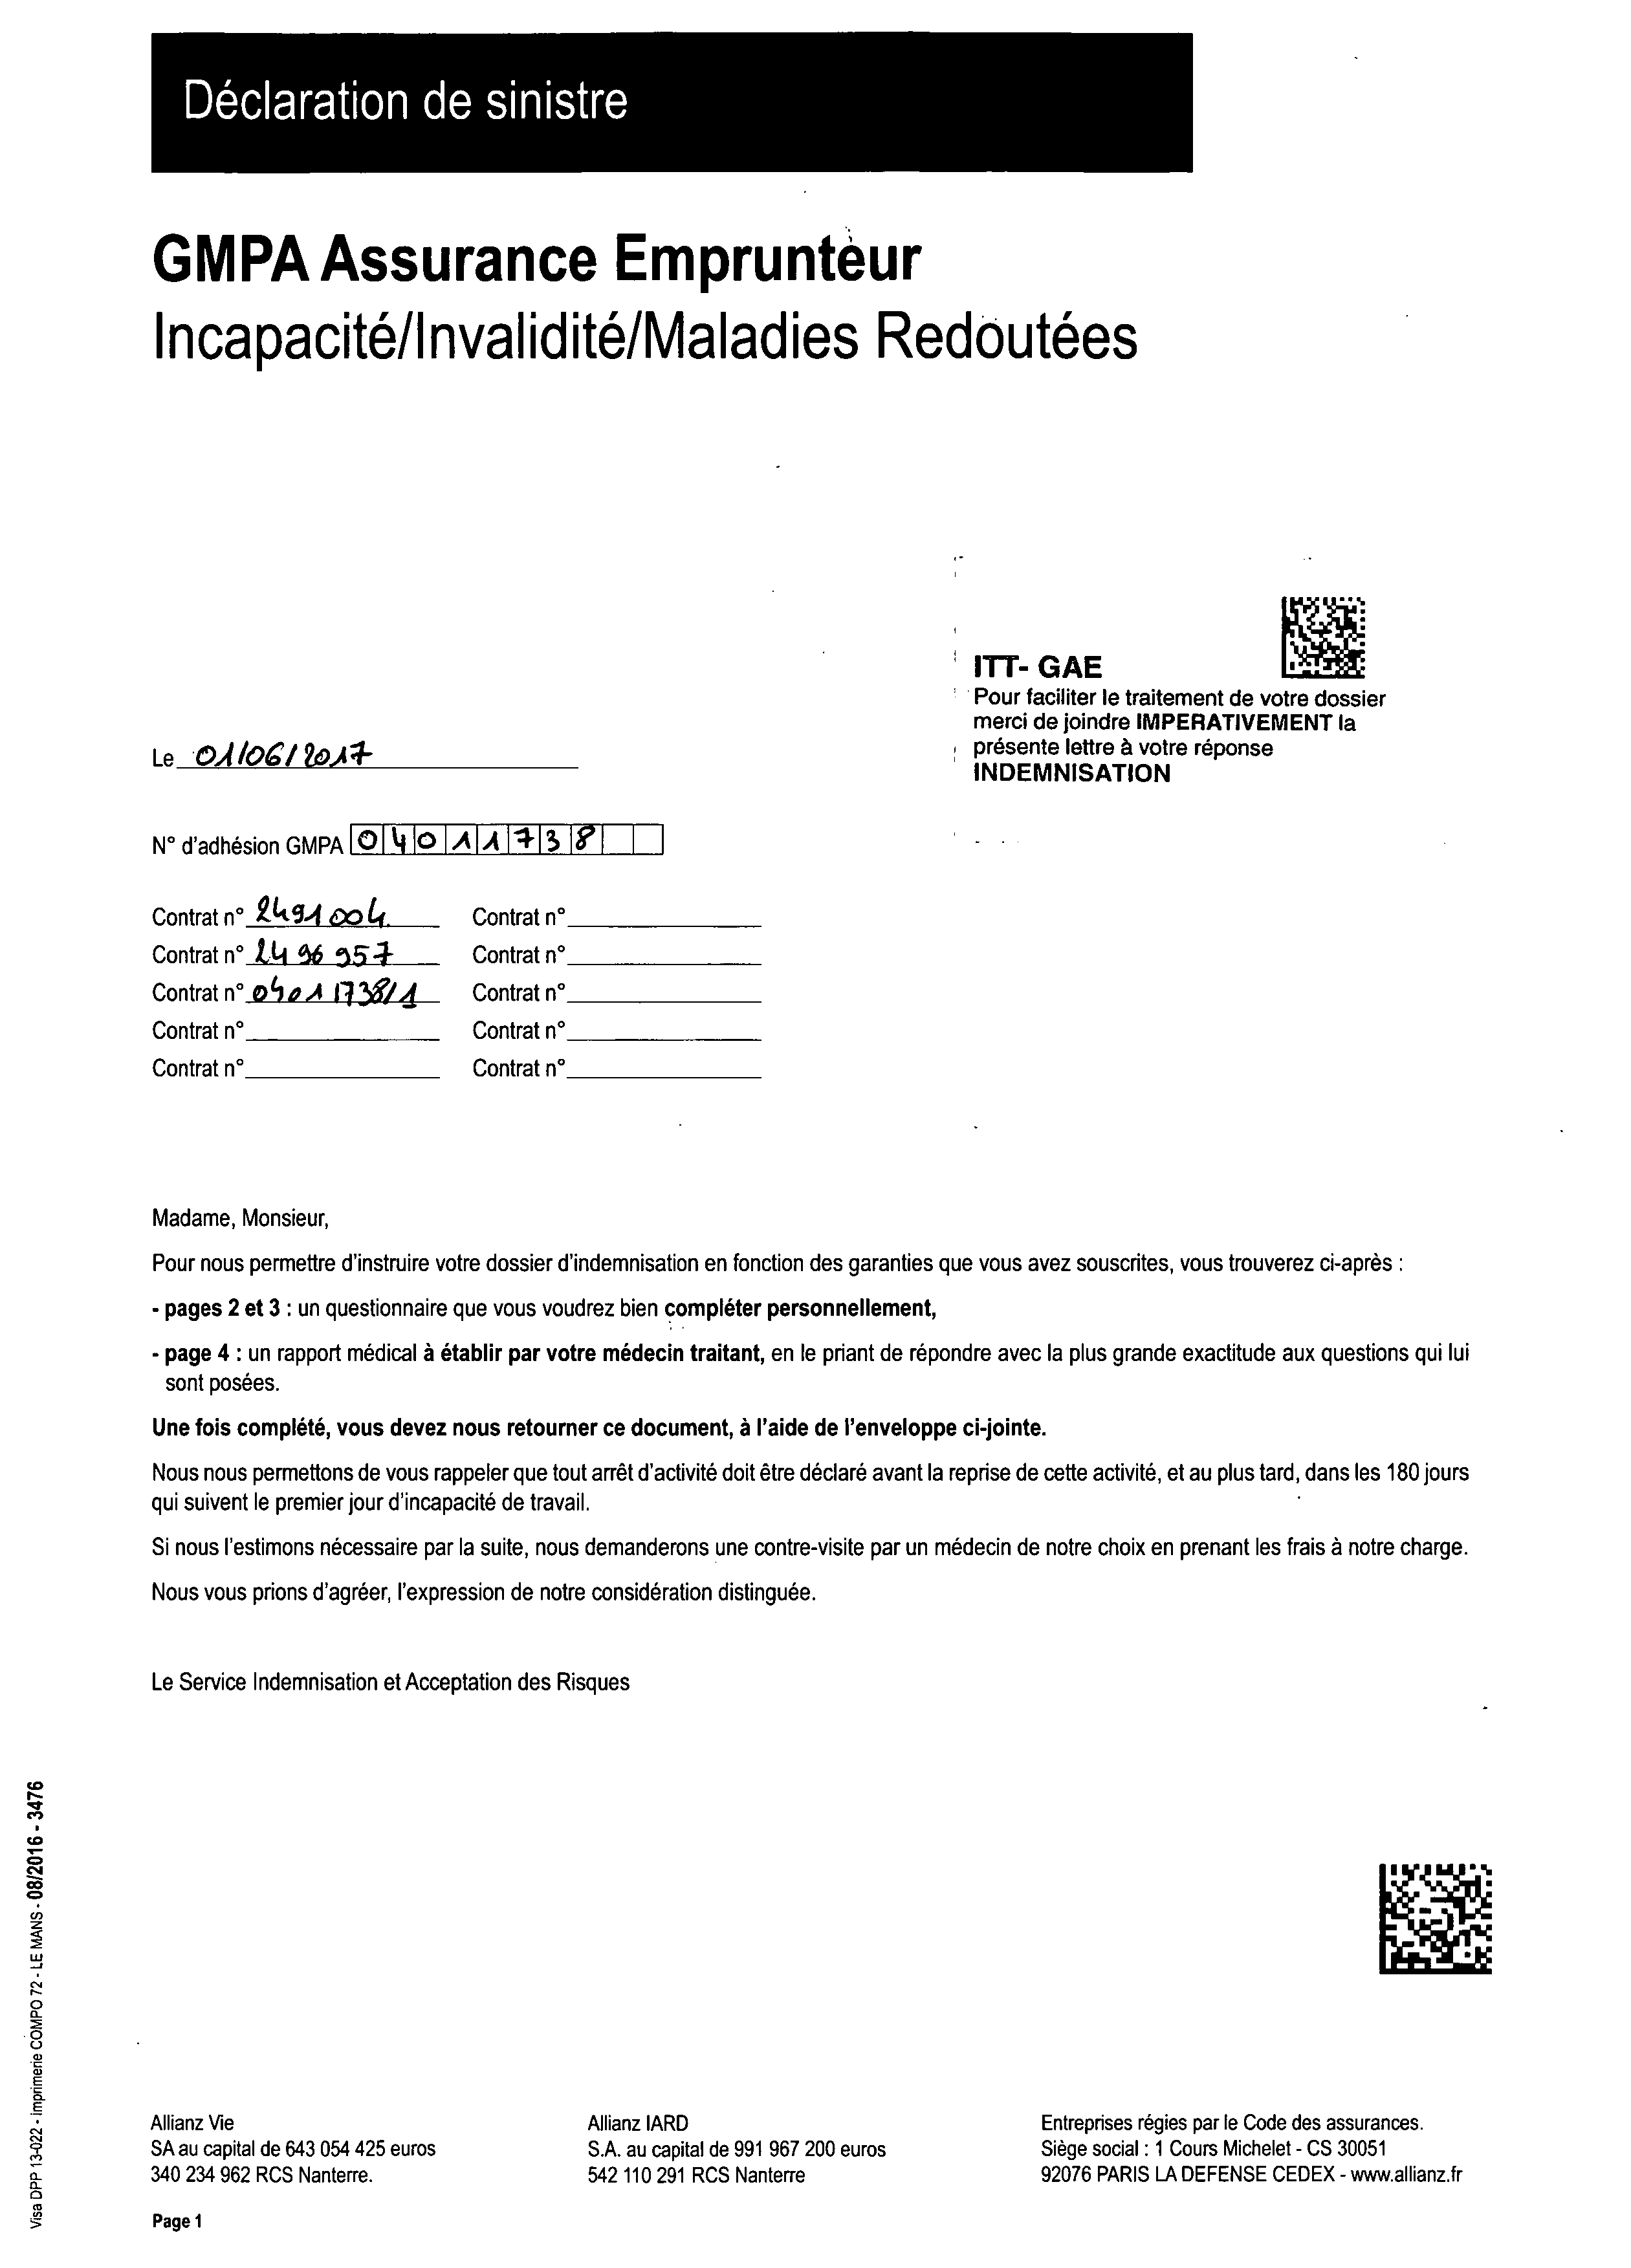 Déclaration de sinistre
GMPA Assurance Emprunteur
Incapacité/Invalidité/Maladies Redoutées
ITT- GAE
Pour faciliter le traitement de votre dossier
merci de joindre IMPERATIVEMENT la
présente lettre à votre réponse
INDEMNISATION
Le 01/06/2017
N° d'adhésion GMPA 04011738
Contrat n° 2491004 Contrat n°
Contrat n° 2496957 Contrat n°
Contrat n° 04011738/1 Contrat n°
Contrat n° Contrat n°
Contrat n° Contrat n°
Madame, Monsieur,
Pour nous permettre d'instruire votre dossier d'indemnisation en fonction des garanties que vous avez souscrites, vous trouverez ci-après :
- pages 2 et 3 : un questionnaire que vous voudrez bien compléter personnellement,
- page 4 : un rapport médical à établir par votre médecin traitant, en le priant de répondre avec la plus grande exactitude aux questions qui lui
sont posées.
Une fois complété, vous devez nous retourner ce document, à l'aide de l'enveloppe ci-jointe.
Nous nous permettons de vous rappeler que tout arrêt d'activité doit être déclaré avant la reprise de cette activité, et au plus tard, dans les 180 jours
qui suivent le premier jour d'incapacité de travail.
Si nous l'estimons nécessaire par la suite, nous demanderons une contre-visite par un médecin de notre choix en prenant les frais à notre charge.
Nous vous prions d'agréer, l'expression de notre considération distinguée.
Le Service Indemnisation et Acceptation des Risques
Visa DPP 13-022 - Imprimerie COMPO 72 - LE MANS - 08/2016 - 3476
Allianz Vie
SA au capital de 643 054 425 euros
340 234 962 RCS Nanterre.
Allianz IARD
S.A. au capital de 991 967 200 euros
542 110 291 RCS Nanterre
Entreprises régies par le Code des assurances.
Siège social : 1 Cours Michelet - CS 30051
92076 PARIS LA DEFENSE CEDEX - www.allianz.fr
Page 1